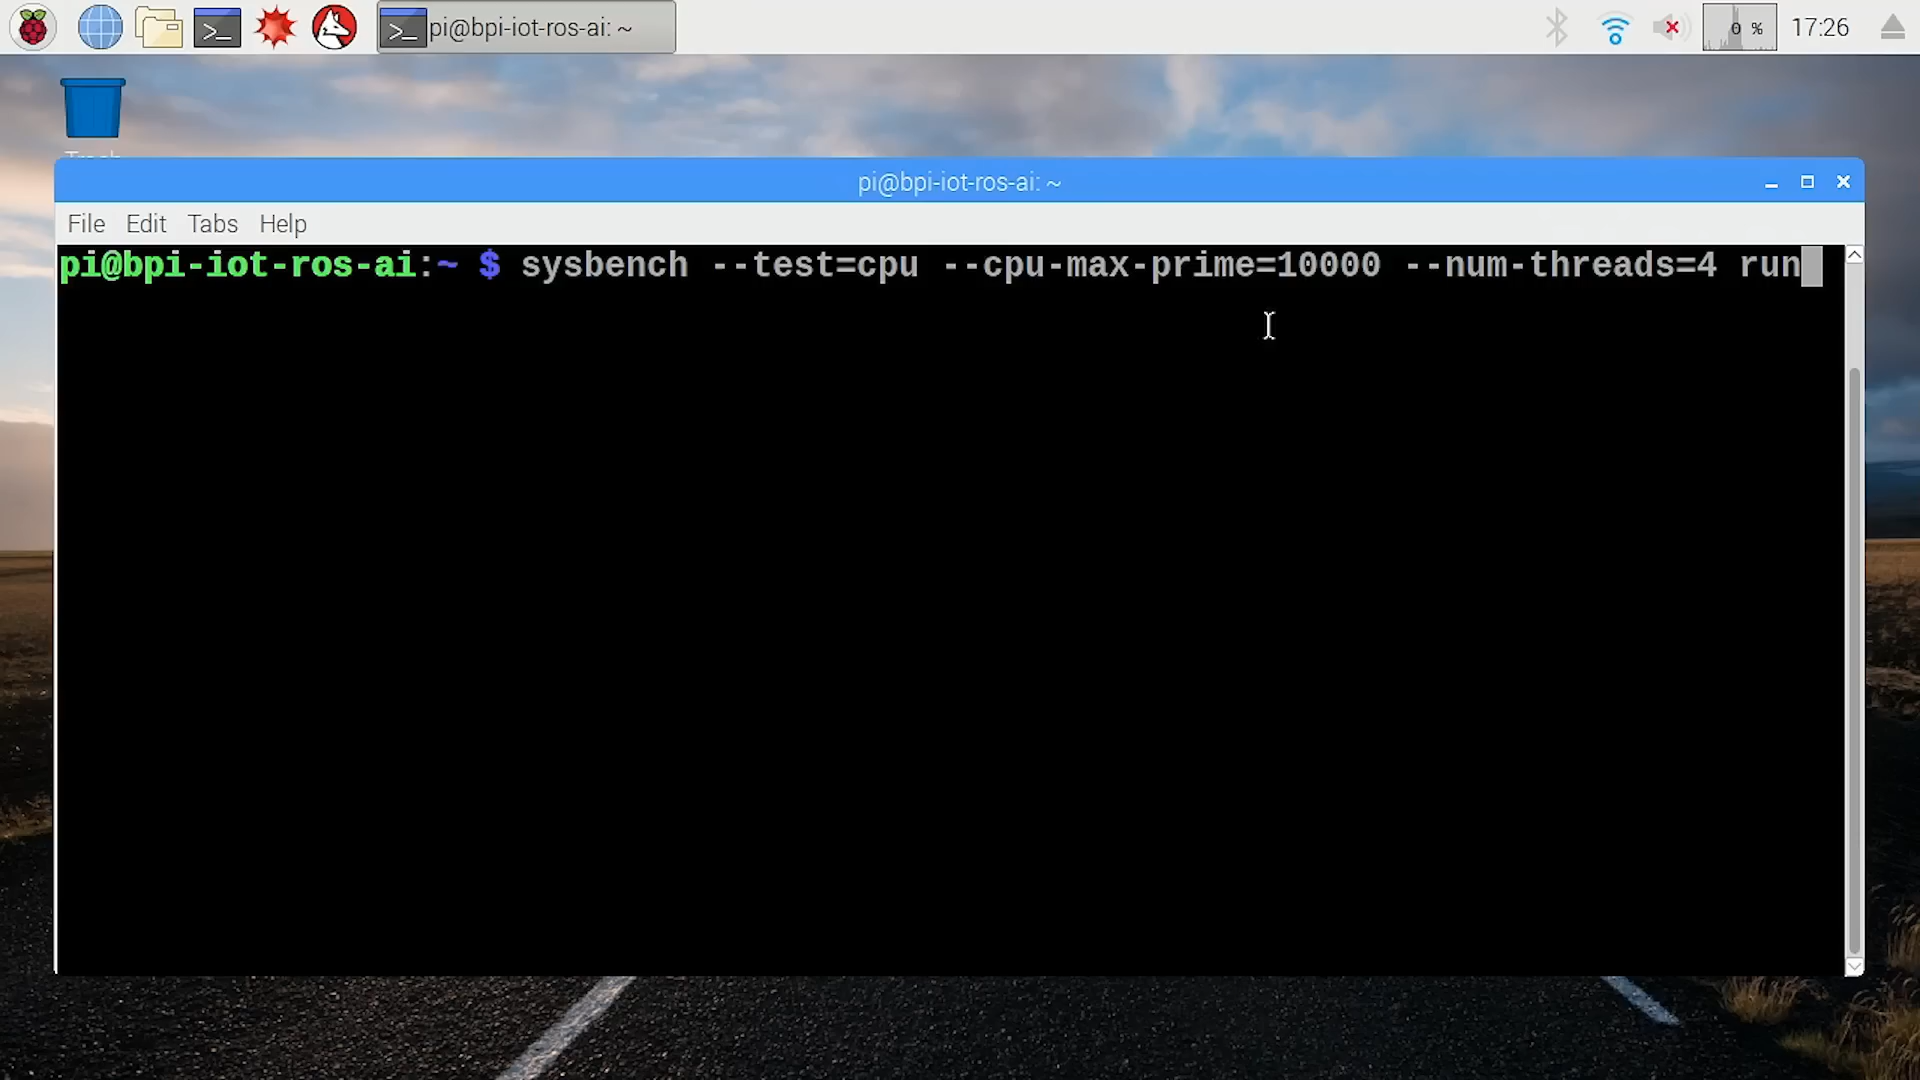 pi@bpi-iot-ros-ai: ~
0 %
17:26
pi@bpi-iot-ros-ai: ~
File Edit Tabs Help
pi@bpi-iot-ros-ai:~ $ sysbench --test=cpu --cpu-max-prime=10000 --num-threads=4 run